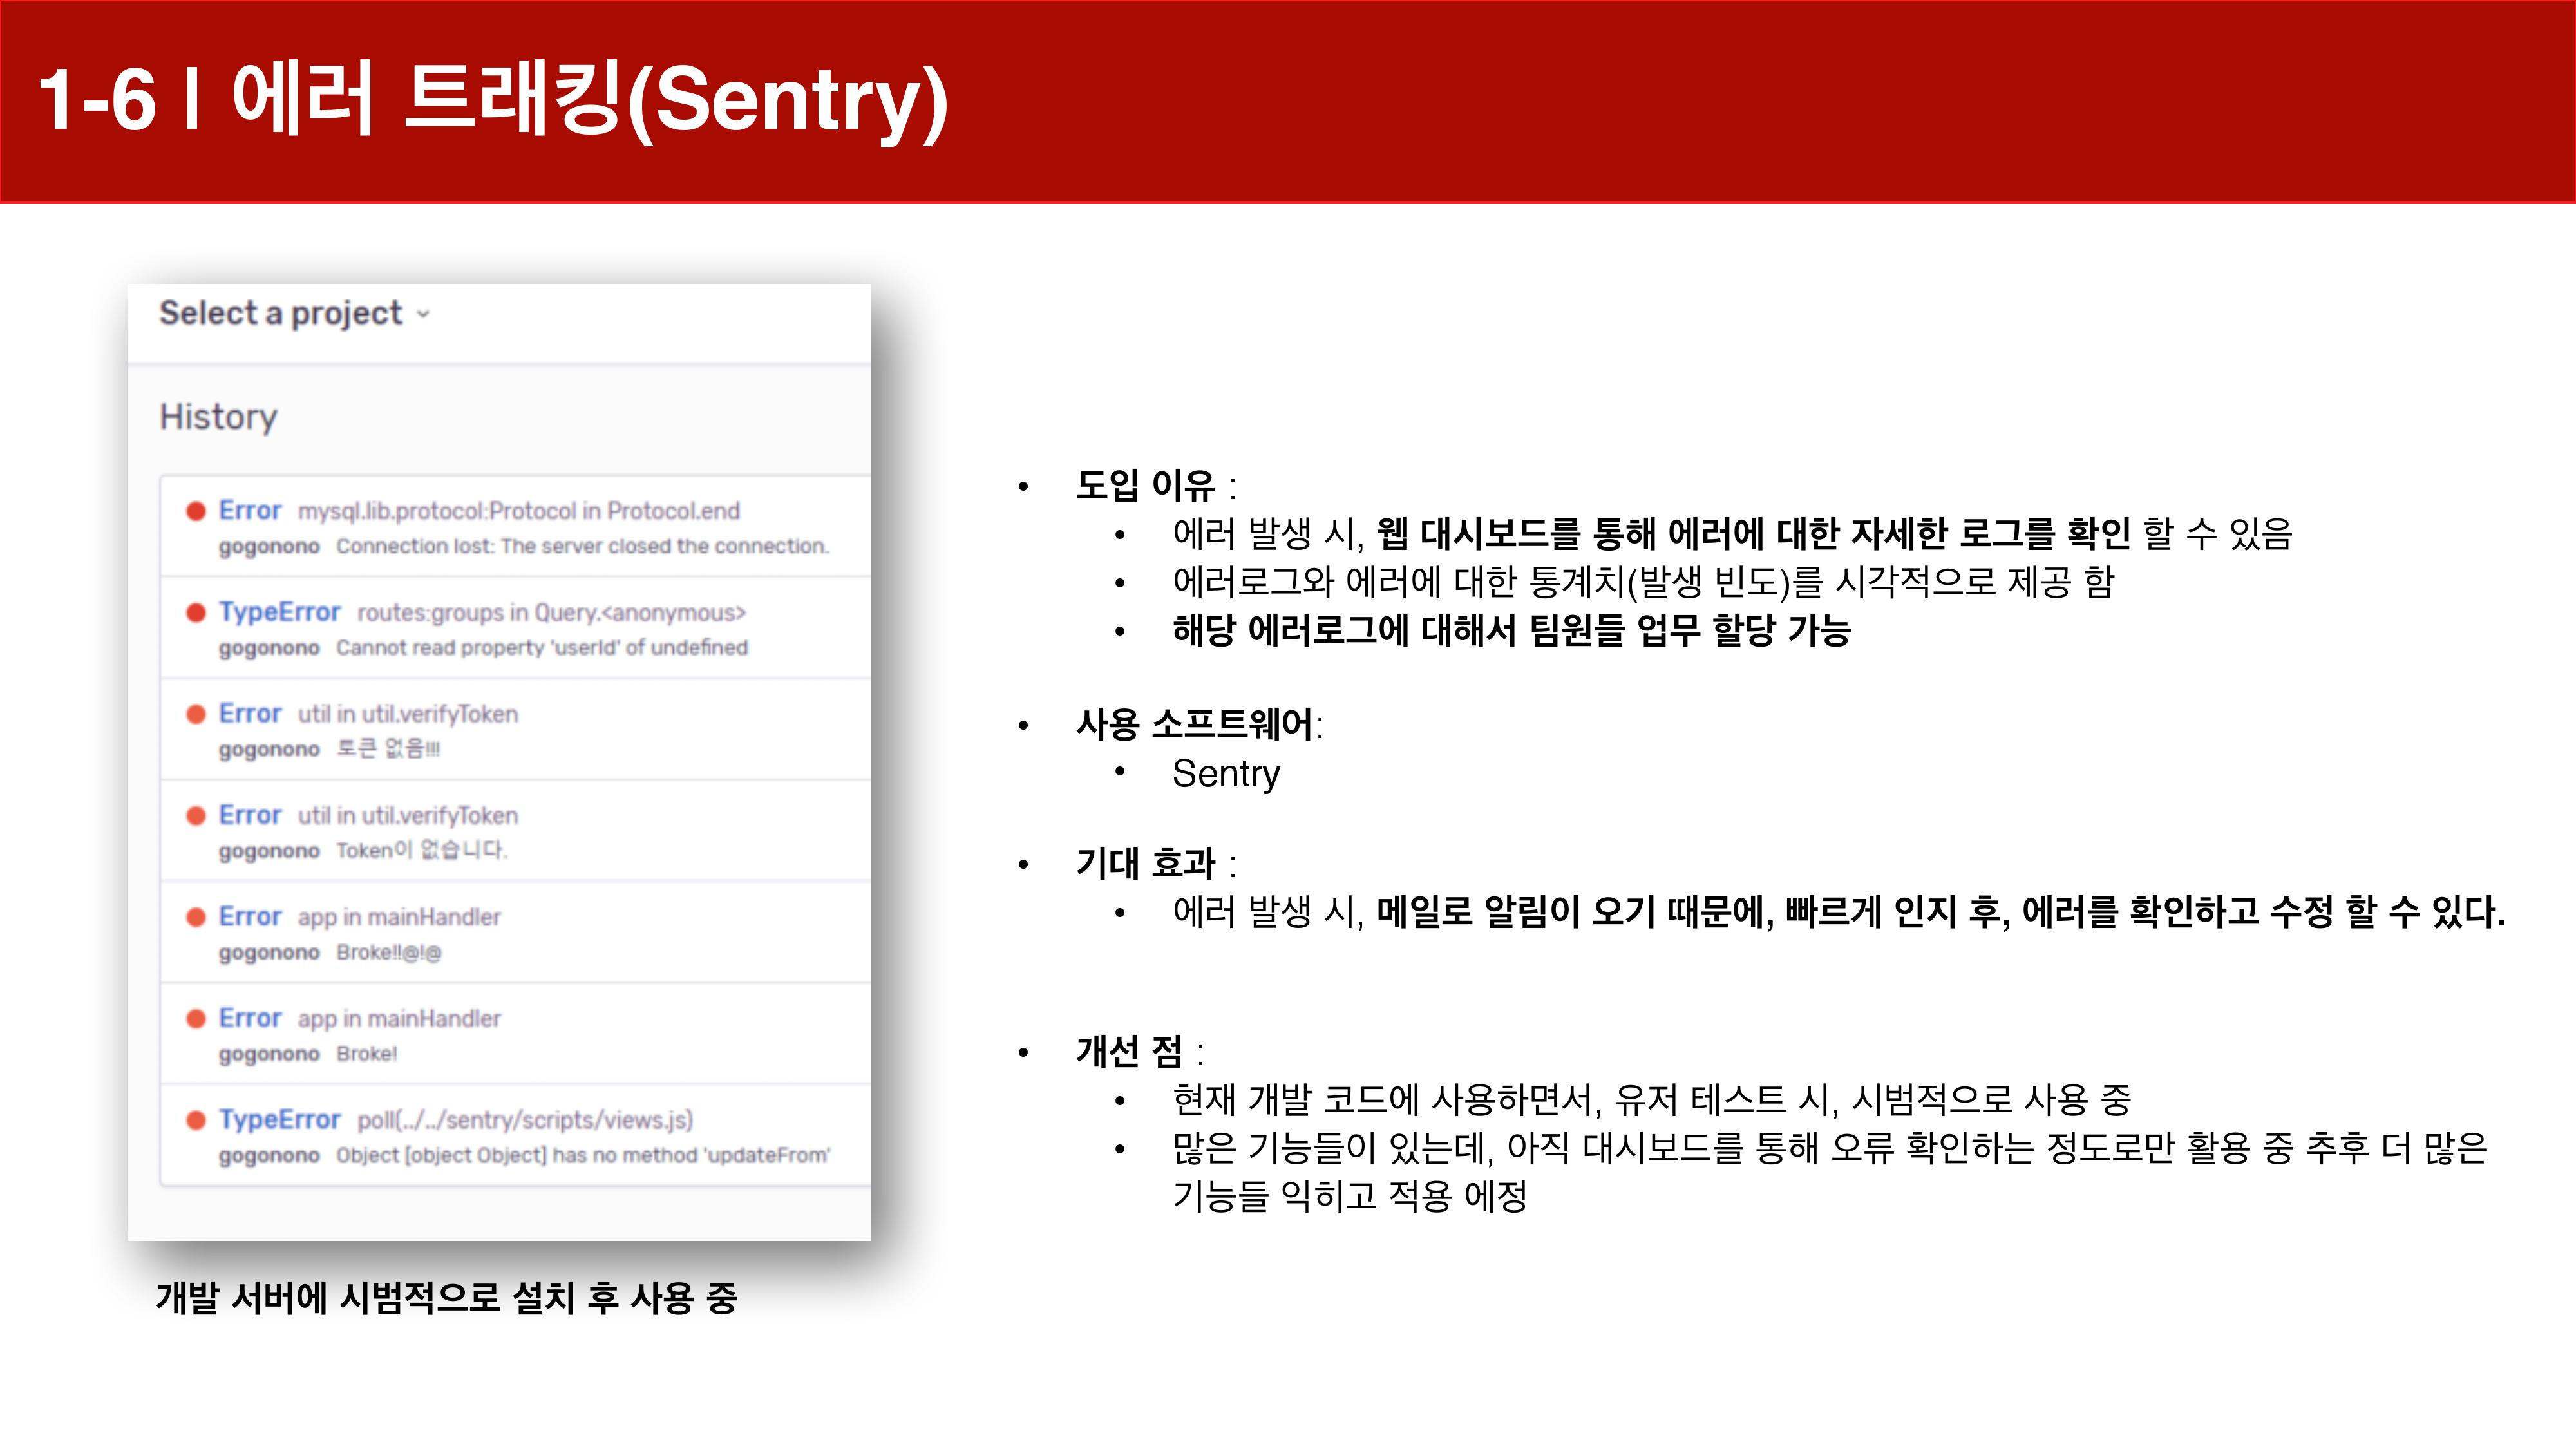 1-6 | 에러 트래킹(Sentry)
Select a project
History
Error mysql.lib.protocol:Protocol in Protocol.end
gogonono Connection lost: The server closed the connection.
TypeError routes:groups in Query.<anonymous>
gogonono Cannot read property 'userId' of undefined
Error util in util.verifyToken
gogonono 토큰 없음!!!
Error util in util.verifyToken
gogonono Token이 없습니다.
Error app in mainHandler
gogonono Broke!!@!@
Error app in mainHandler
gogonono Broke!
TypeError poll(../../sentry/scripts/views.js)
gogonono Object [object Object] has no method 'updateFrom'
개발 서버에 시범적으로 설치 후 사용 중
• 도입 이유 :
• 에러 발생 시, 웹 대시보드를 통해 에러에 대한 자세한 로그를 확인 할 수 있음
• 에러로그와 에러에 대한 통계치(발생 빈도)를 시각적으로 제공 함
• 해당 에러로그에 대해서 팀원들 업무 할당 가능
• 사용 소프트웨어:
• Sentry
• 기대 효과 :
• 에러 발생 시, 메일로 알림이 오기 때문에, 빠르게 인지 후, 에러를 확인하고 수정 할 수 있다.
• 개선 점 :
• 현재 개발 코드에 사용하면서, 유저 테스트 시, 시범적으로 사용 중
• 많은 기능들이 있는데, 아직 대시보드를 통해 오류 확인하는 정도로만 활용 중 추후 더 많은
기능들 익히고 적용 에정